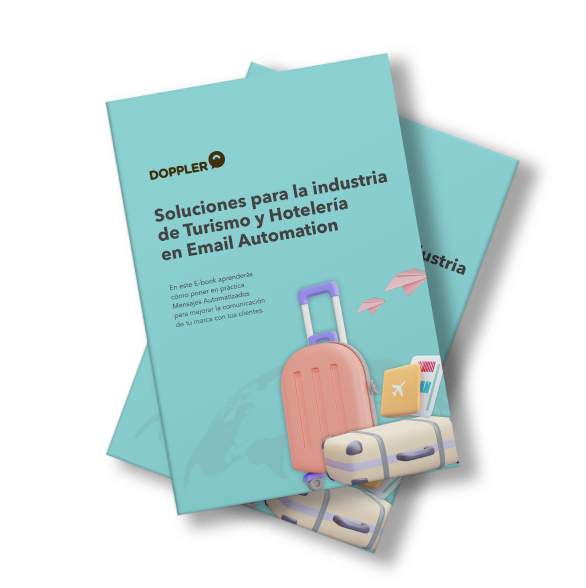 DOPPLER
Soluciones para la industria
de Turismo y Hotelería
en Email Automation
En este E-book aprenderás
cómo poner en práctica
Mensajes Automatizados
para mejorar la comunicación
de tu marca con tus clientes.
ustria